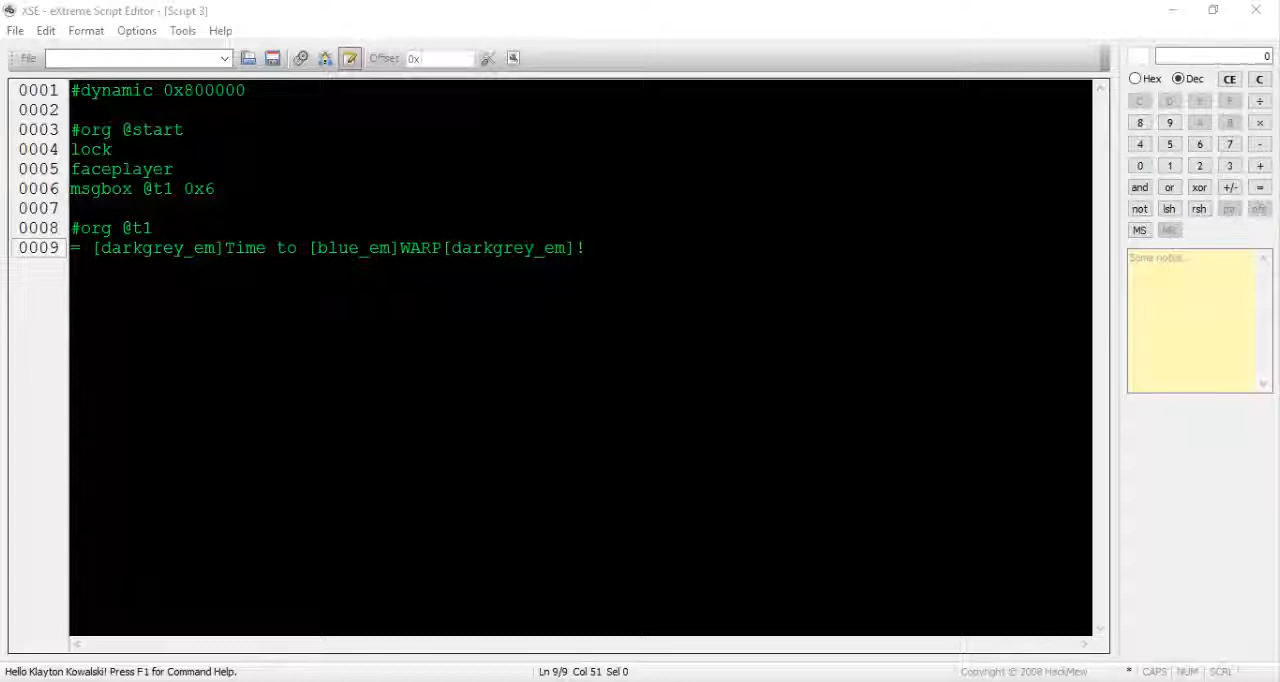 XSE - eXtreme Script Editor - [Script 3]
File Edit Format Options Tools Help
File Offset 0x
0
Hex Dec CE C
C D E F ÷
8 9 A B ×
4 5 6 7 -
0 1 2 3 +
and or xor +/- =
not lsh rsh
MS
Some notes...
0001 #dynamic 0x800000
0002
0003 #org @start
0004 lock
0005 faceplayer
0006 msgbox @t1 0x6
0007
0008 #org @t1
0009 = [darkgrey_em]Time to [blue_em]WARP[darkgrey_em]!
Hello Klayton Kowalski! Press F1 for Command Help. Ln 9/9 Col 51 Sel 0 Copyright © 2008 HackMew * CAPS NUM SCRL